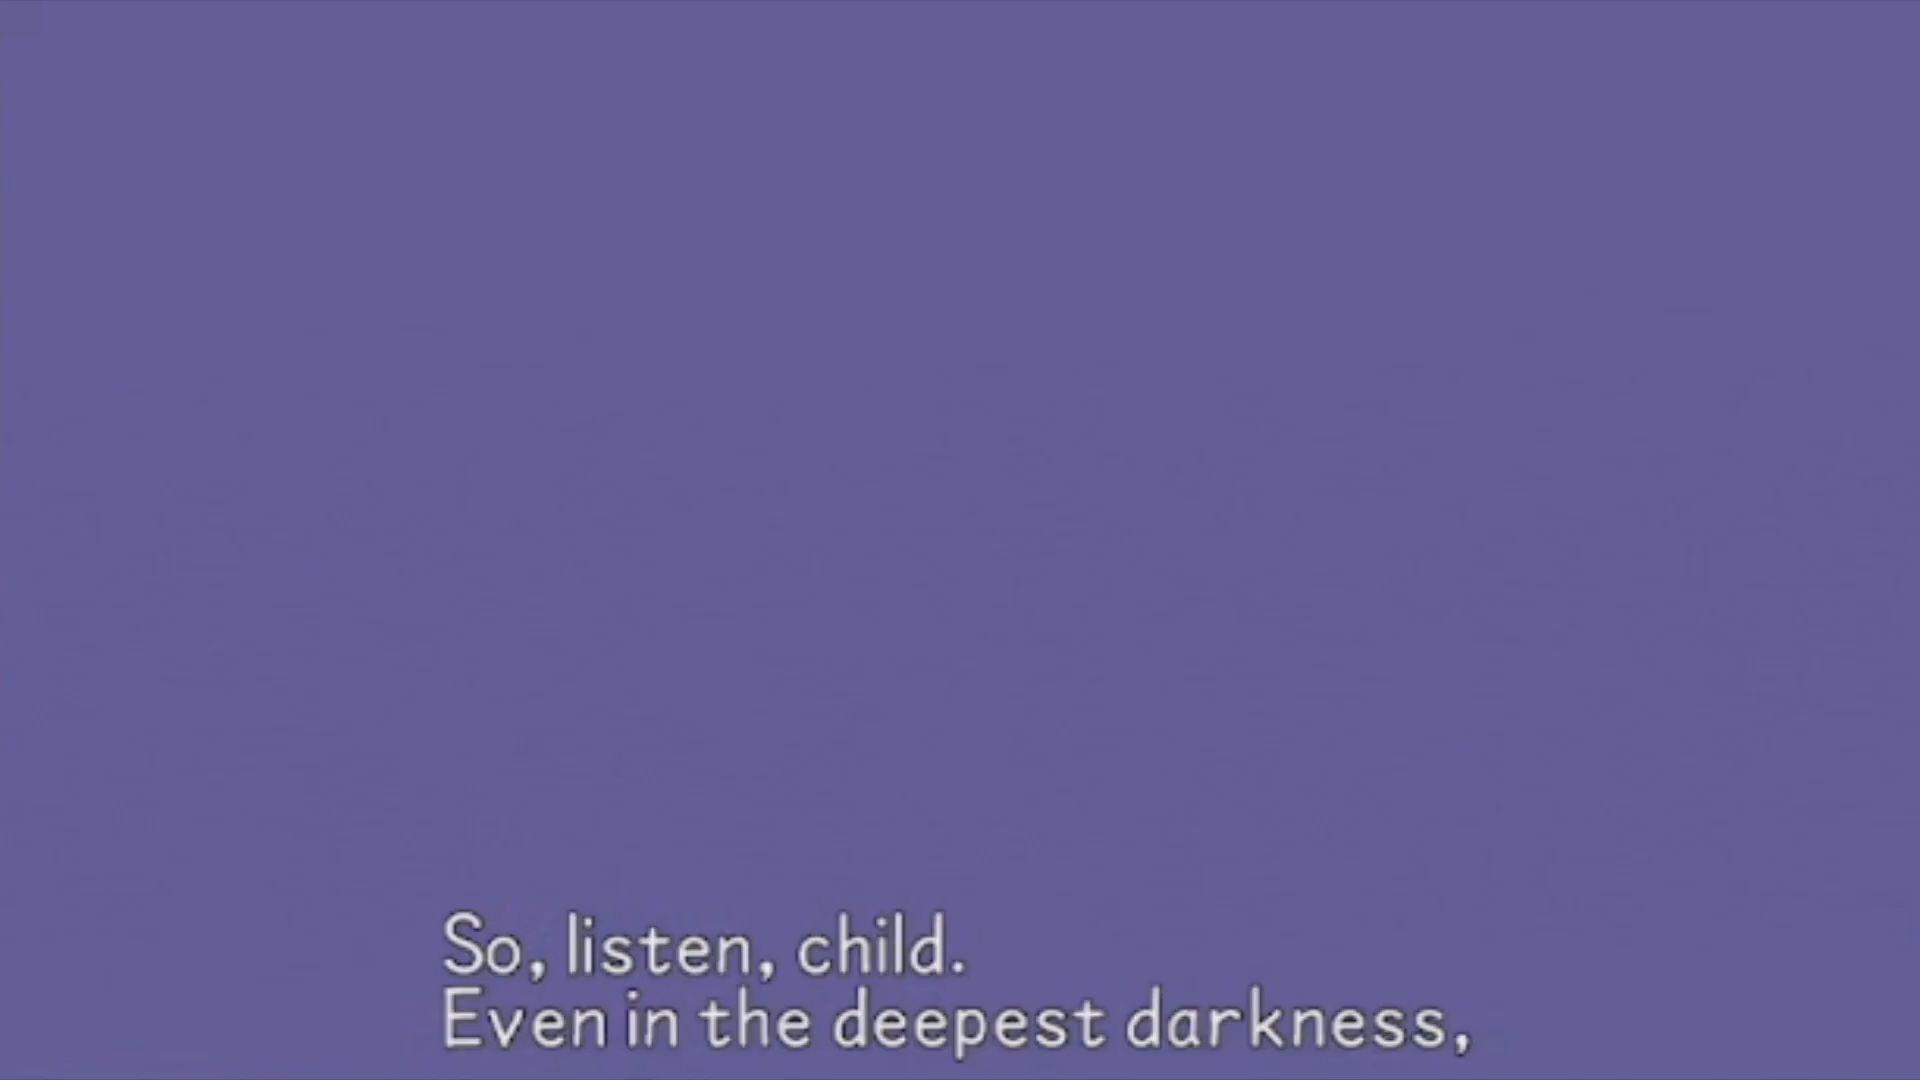 So, listen, child.
Even in the deepest darkness,